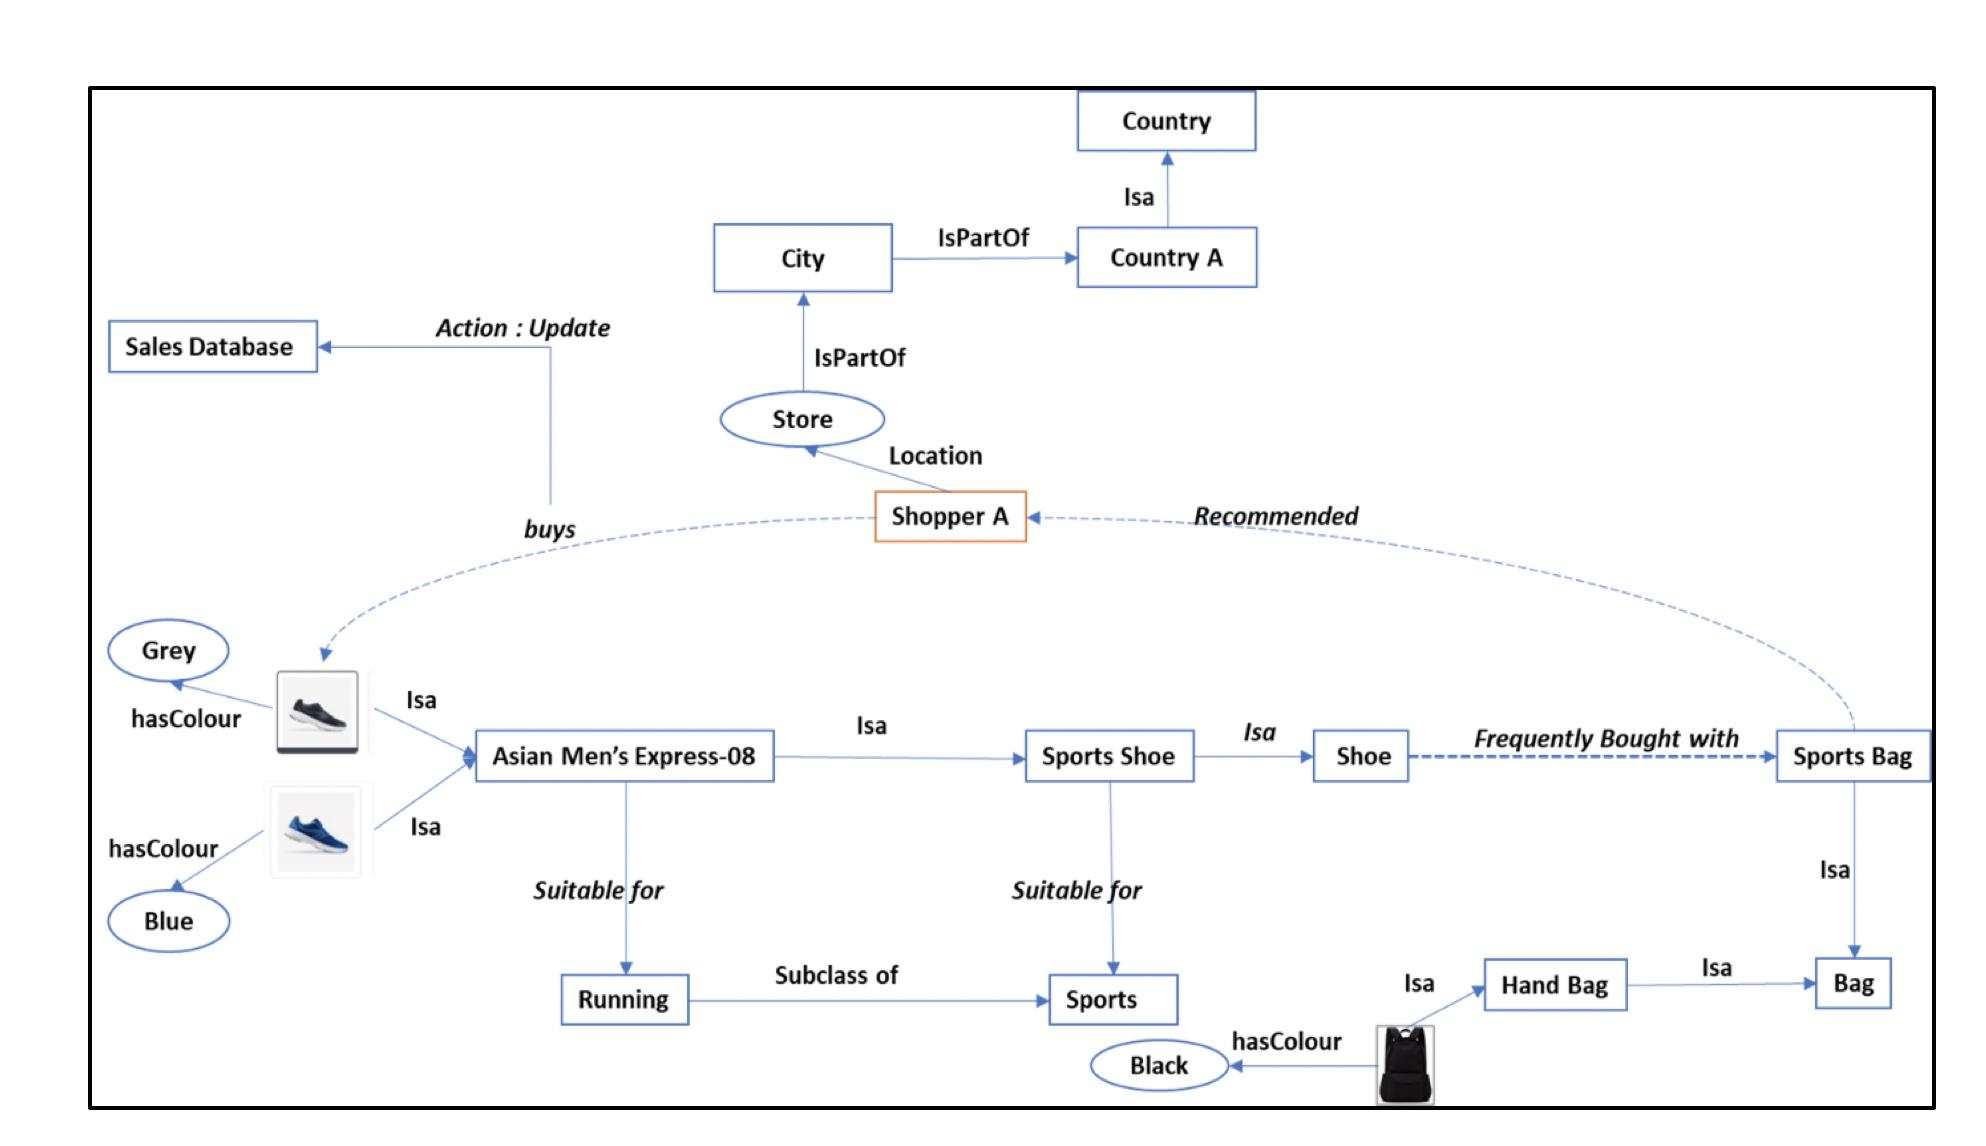 Country
Isa
IsPartOf
City
Country A
Action : Update
Sales Database
IsPartOf
Store
Location
Shopper A
Recommended
buys
Grey
Isa
hasColour
Isa
Isa
Frequently Bought with
Asian Men’s Express-08
Sports Shoe
Shoe
Sports Bag
Isa
hasColour
Isa
Suitable for
Suitable for
Blue
Subclass of
Isa
Isa
Running
Sports
Hand Bag
Bag
hasColour
Black